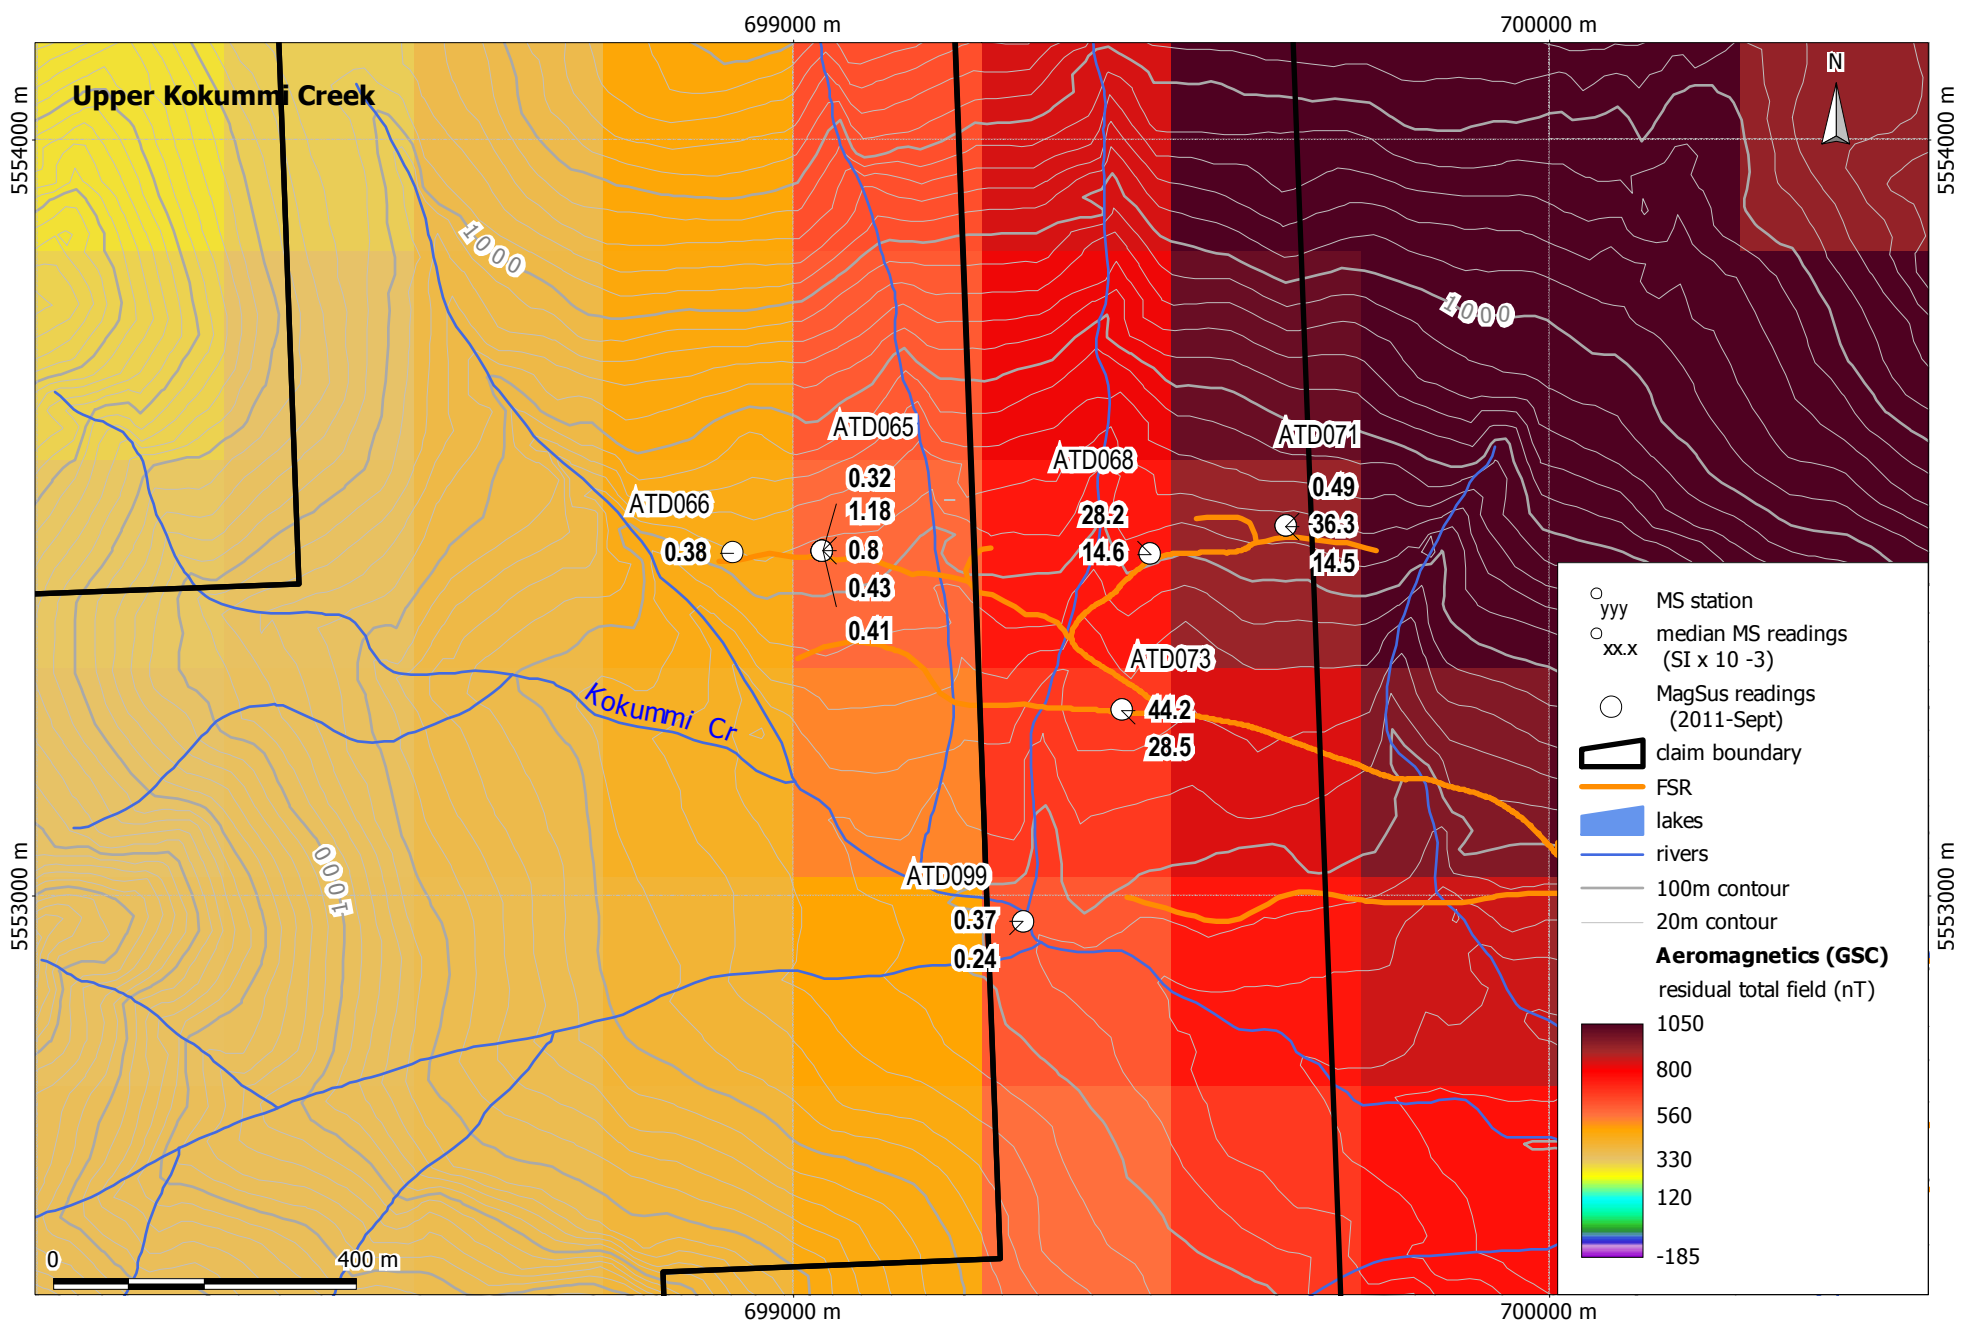 699000 m
700000 m
Upper Kokummi Creek
N
5554000 m
5554000 m
1000
1000
ATD065
ATD071
ATD068
ATD066
0.32
1.18
0.8
0.43
0.41
0.38
28.2
14.6
0.49
36.3
14.5
ATD073
44.2
28.5
Kokummi Cr
1000
ATD099
0.37
0.24
5553000 m
5553000 m
yyy MS station
xx.x median MS readings
(SI x 10 -3)
MagSus readings
(2011-Sept)
claim boundary
FSR
lakes
rivers
100m contour
20m contour
Aeromagnetics (GSC)
residual total field (nT)
1050
800
560
330
120
-185
0 400 m
699000 m
700000 m